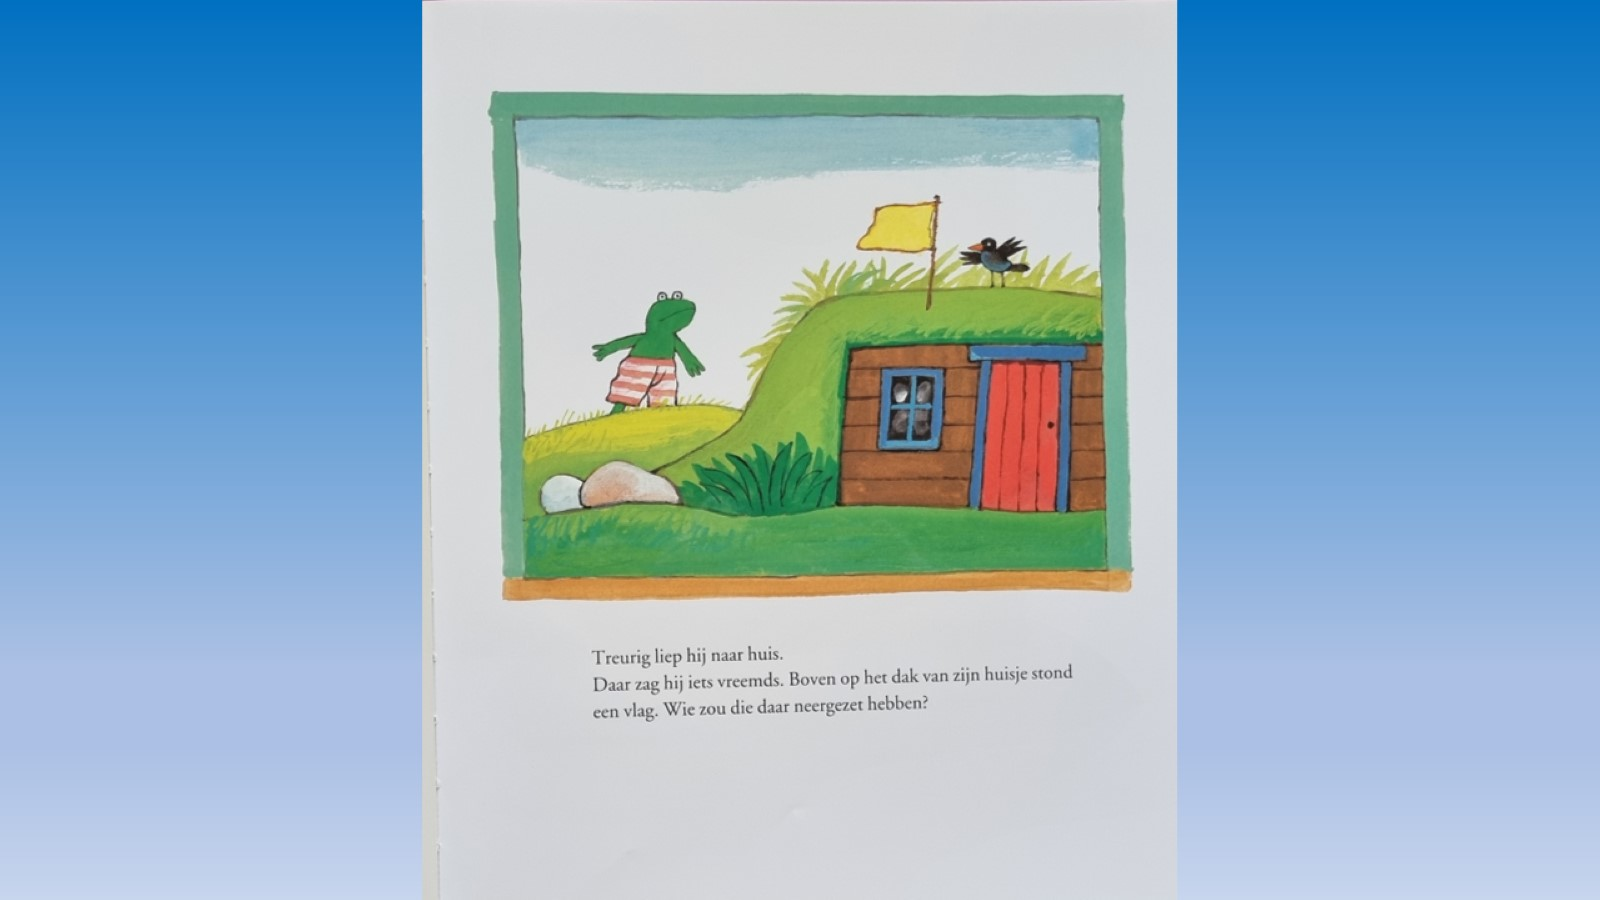 Treurig liep hij naar huis.
Daar zag hij iets vreemds. Boven op het dak van zijn huisje stond
een vlag. Wie zou die daar neergezet hebben?